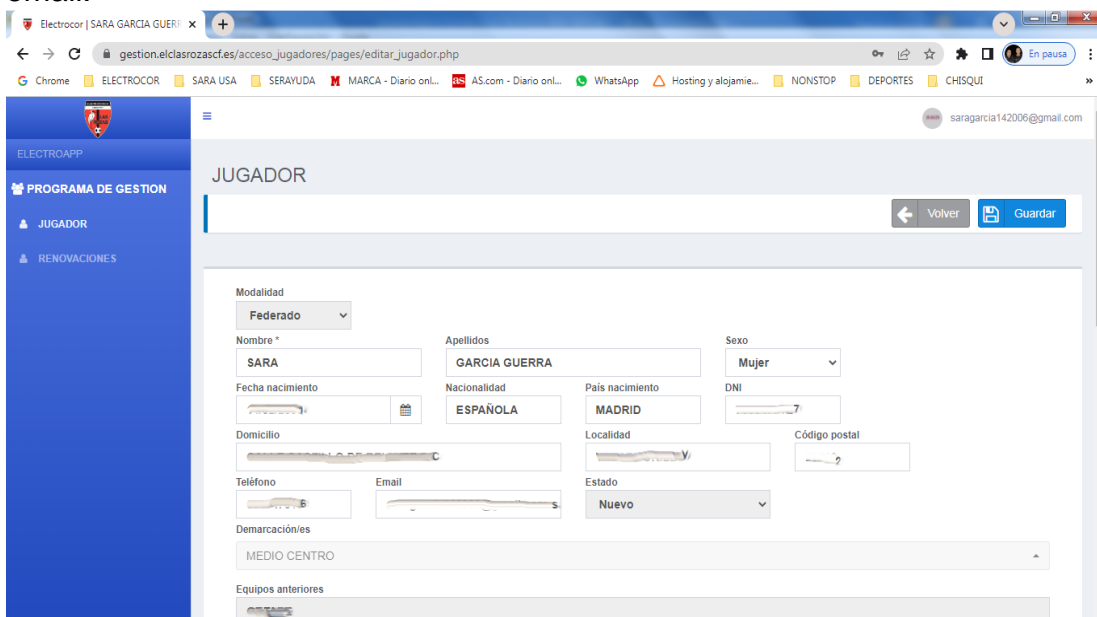 Electrocor | SARA GARCIA GUERR
gestion.elclasrozascf.es/acceso_jugadores/pages/editar_jugador.php
En pausa
Chrome ELECTROCOR SARA USA SERAYUDA MARCA - Diario onl... AS.com - Diario onl... WhatsApp Hosting y alojamie... NONSTOP DEPORTES CHISQUI »
saragarcia142006@gmail.com
ELECTROAPP
PROGRAMA DE GESTION
JUGADOR
RENOVACIONES
JUGADOR
Volver Guardar
Modalidad
Federado
Nombre * Apellidos Sexo
SARA GARCIA GUERRA Mujer
Fecha nacimiento Nacionalidad País nacimiento DNI
ESPAÑOLA MADRID 7
Domicilio Localidad Código postal
C Y 2
Teléfono Email Estado
6 s Nuevo
Demarcación/es
MEDIO CENTRO
Equipos anteriores